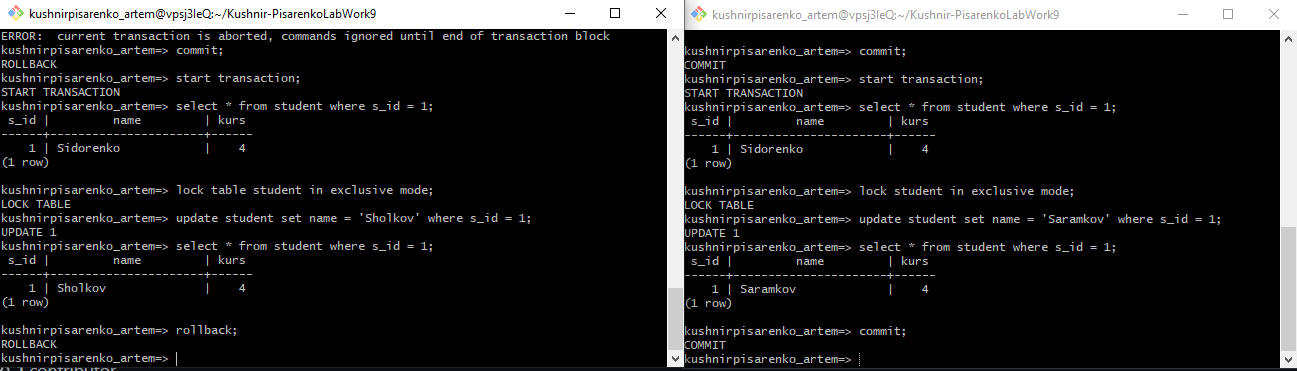 kushnirpisarenko_artem@vpsj3leQ:~/Kushnir-PisarenkoLabWork9
ERROR:  current transaction is aborted, commands ignored until end of transaction block
kushnirpisarenko_artem=> commit;
ROLLBACK
kushnirpisarenko_artem=> start transaction;
START TRANSACTION
kushnirpisarenko_artem=> select * from student where s_id = 1;
 s_id |         name         | kurs
------+----------------------+------
    1 | Sidorenko            |    4
(1 row)
kushnirpisarenko_artem=> lock table student in exclusive mode;
LOCK TABLE
kushnirpisarenko_artem=> update student set name = 'Sholkov' where s_id = 1;
UPDATE 1
kushnirpisarenko_artem=> select * from student where s_id = 1;
 s_id |         name         | kurs
------+----------------------+------
    1 | Sholkov              |    4
(1 row)
kushnirpisarenko_artem=> rollback;
ROLLBACK
kushnirpisarenko_artem=>
kushnirpisarenko_artem@vpsj3leQ:~/Kushnir-PisarenkoLabWork9
kushnirpisarenko_artem=> commit;
COMMIT
kushnirpisarenko_artem=> start transaction;
START TRANSACTION
kushnirpisarenko_artem=> select * from student where s_id = 1;
 s_id |         name         | kurs
------+----------------------+------
    1 | Sidorenko            |    4
(1 row)
kushnirpisarenko_artem=> lock student in exclusive mode;
LOCK TABLE
kushnirpisarenko_artem=> update student set name = 'Saramkov' where s_id = 1;
UPDATE 1
kushnirpisarenko_artem=> select * from student where s_id = 1;
 s_id |         name         | kurs
------+----------------------+------
    1 | Saramkov             |    4
(1 row)
kushnirpisarenko_artem=> commit;
COMMIT
kushnirpisarenko_artem=>